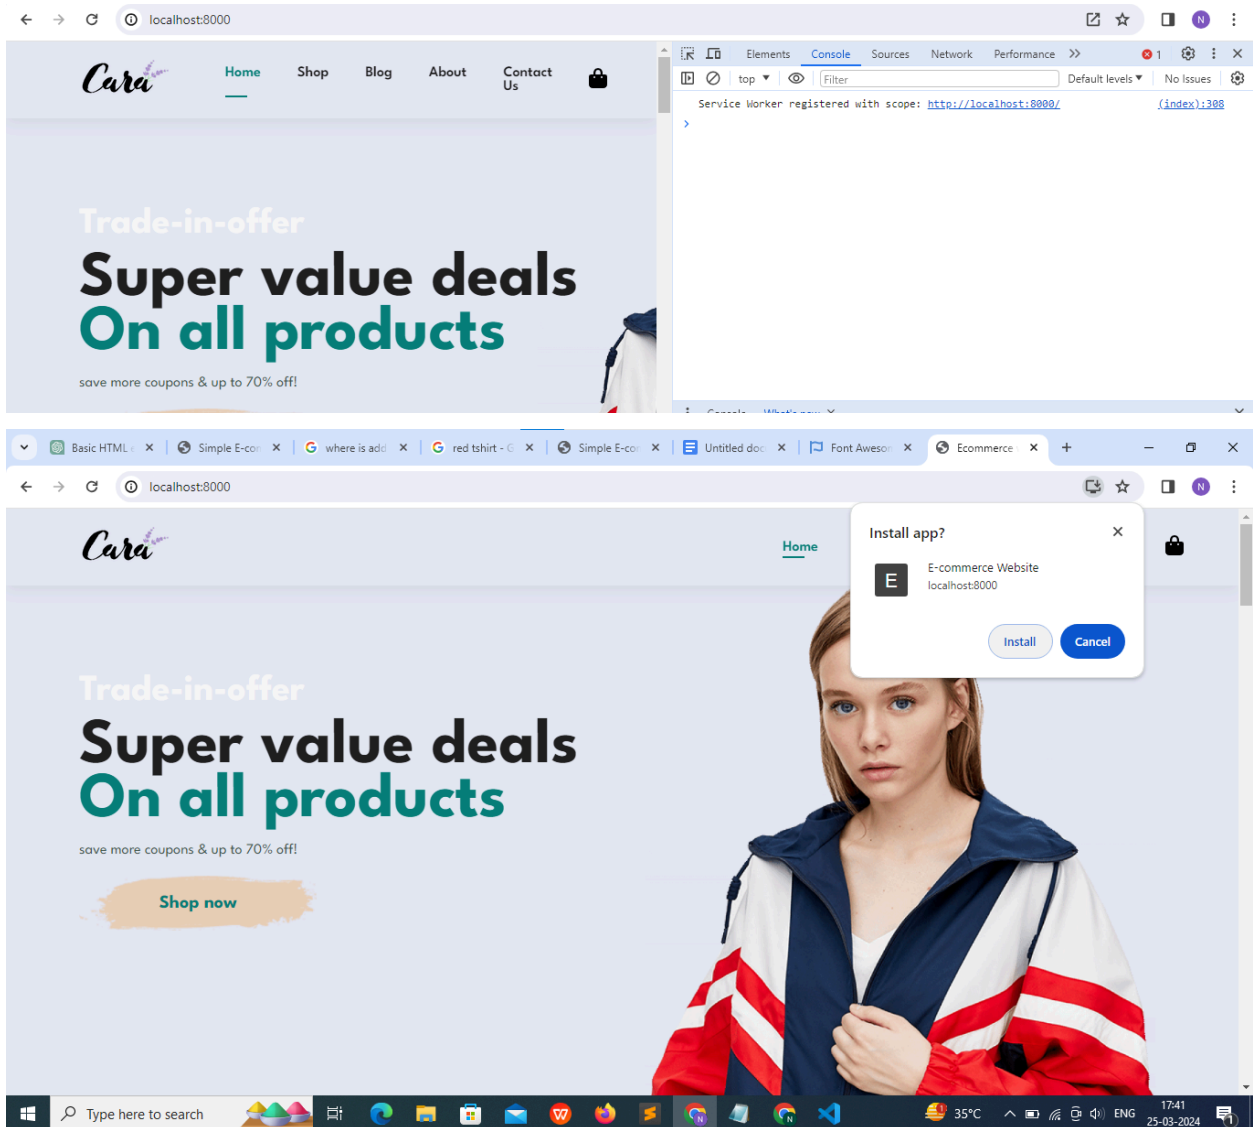 localhost:8000
N
Cara
Home Shop Blog About Contact Us
Trade-in-offer
Super value deals
On all products
save more coupons & up to 70% off!
Elements Console Sources Network Performance 1
top Filter Default levels No Issues
Service Worker registered with scope: http://localhost:8000/ (index):308
Console What's new
Basic HTML Simple E-con where is add red tshirt - G Simple E-co Untitled doc Font Aweson Ecommerce
localhost:8000
N
Cara
Home
Install app?
E
E-commerce Website
localhost:8000
Install Cancel
Trade-in-offer
Super value deals
On all products
save more coupons & up to 70% off!
Shop now
Type here to search
35°C ENG 17:41
25-03-2024